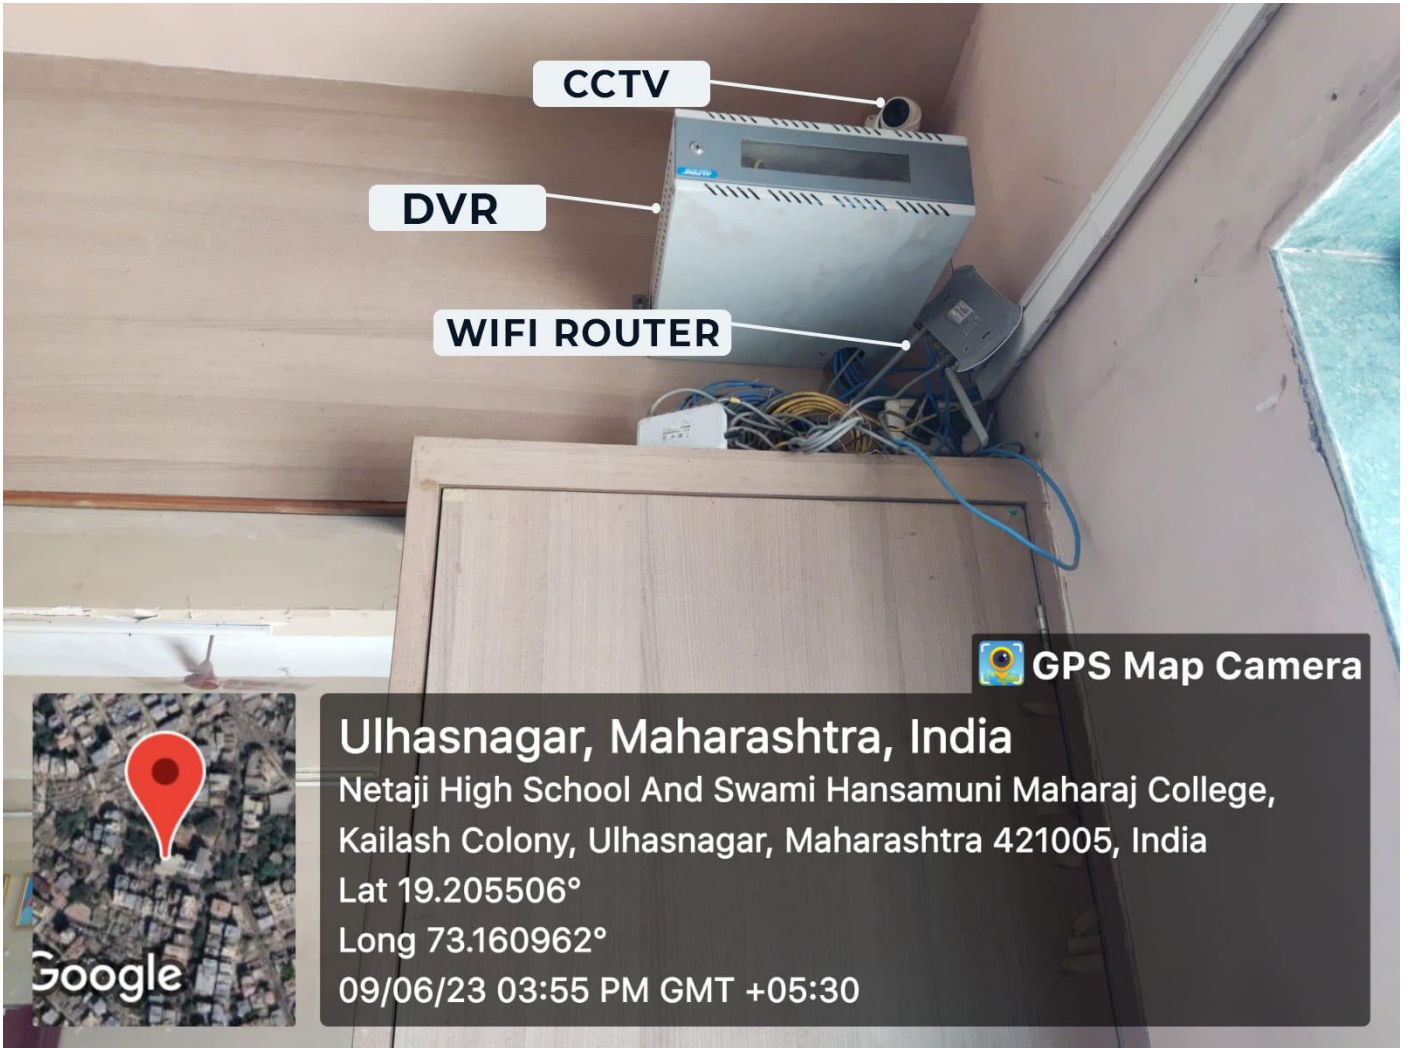 CCTV
DVR
WIFI ROUTER
GPS Map Camera
Ulhasnagar, Maharashtra, India
Netaji High School And Swami Hansamuni Maharaj College,
Kailash Colony, Ulhasnagar, Maharashtra 421005, India
Lat 19.205506°
Long 73.160962°
09/06/23 03:55 PM GMT +05:30
Google